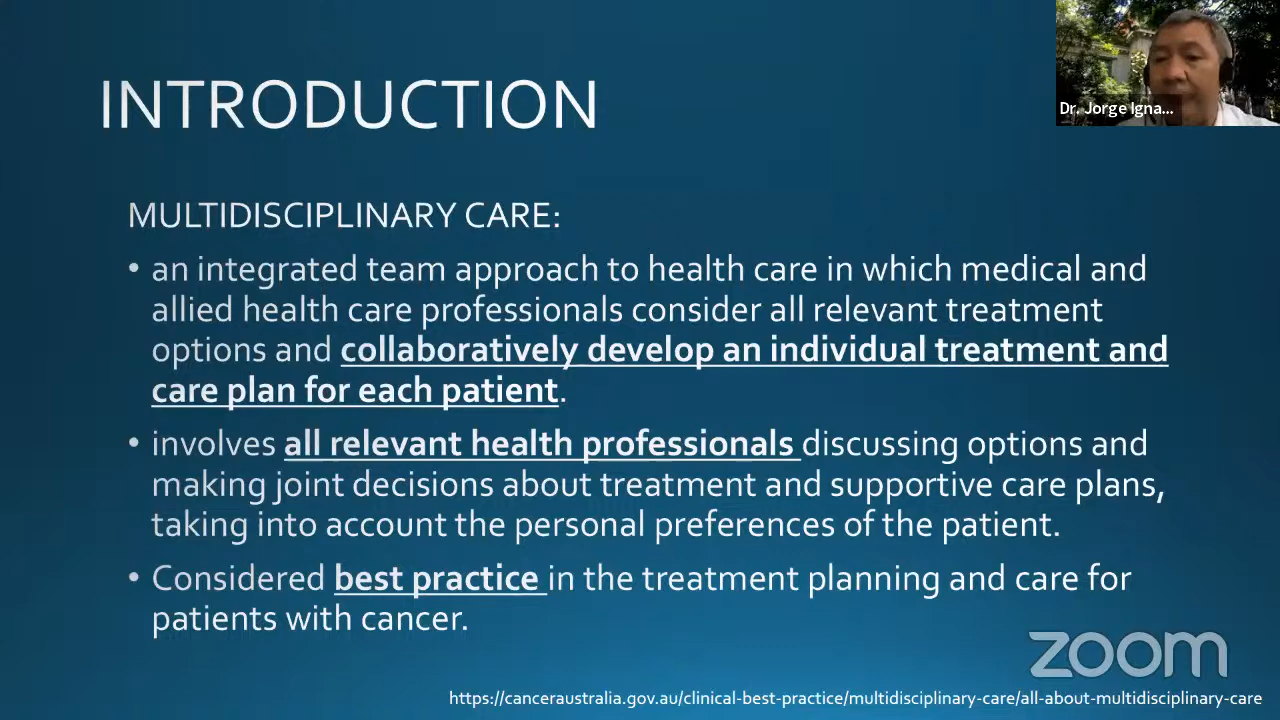 INTRODUCTION
Dr. Jorge Igna...
MULTIDISCIPLINARY CARE:
• an integrated team approach to health care in which medical and
allied health care professionals consider all relevant treatment
options and collaboratively develop an individual treatment and
care plan for each patient.
• involves all relevant health professionals discussing options and
making joint decisions about treatment and supportive care plans,
taking into account the personal preferences of the patient.
• Considered best practice in the treatment planning and care for
patients with cancer.
zoom
https://canceraustralia.gov.au/clinical-best-practice/multidisciplinary-care/all-about-multidisciplinary-care